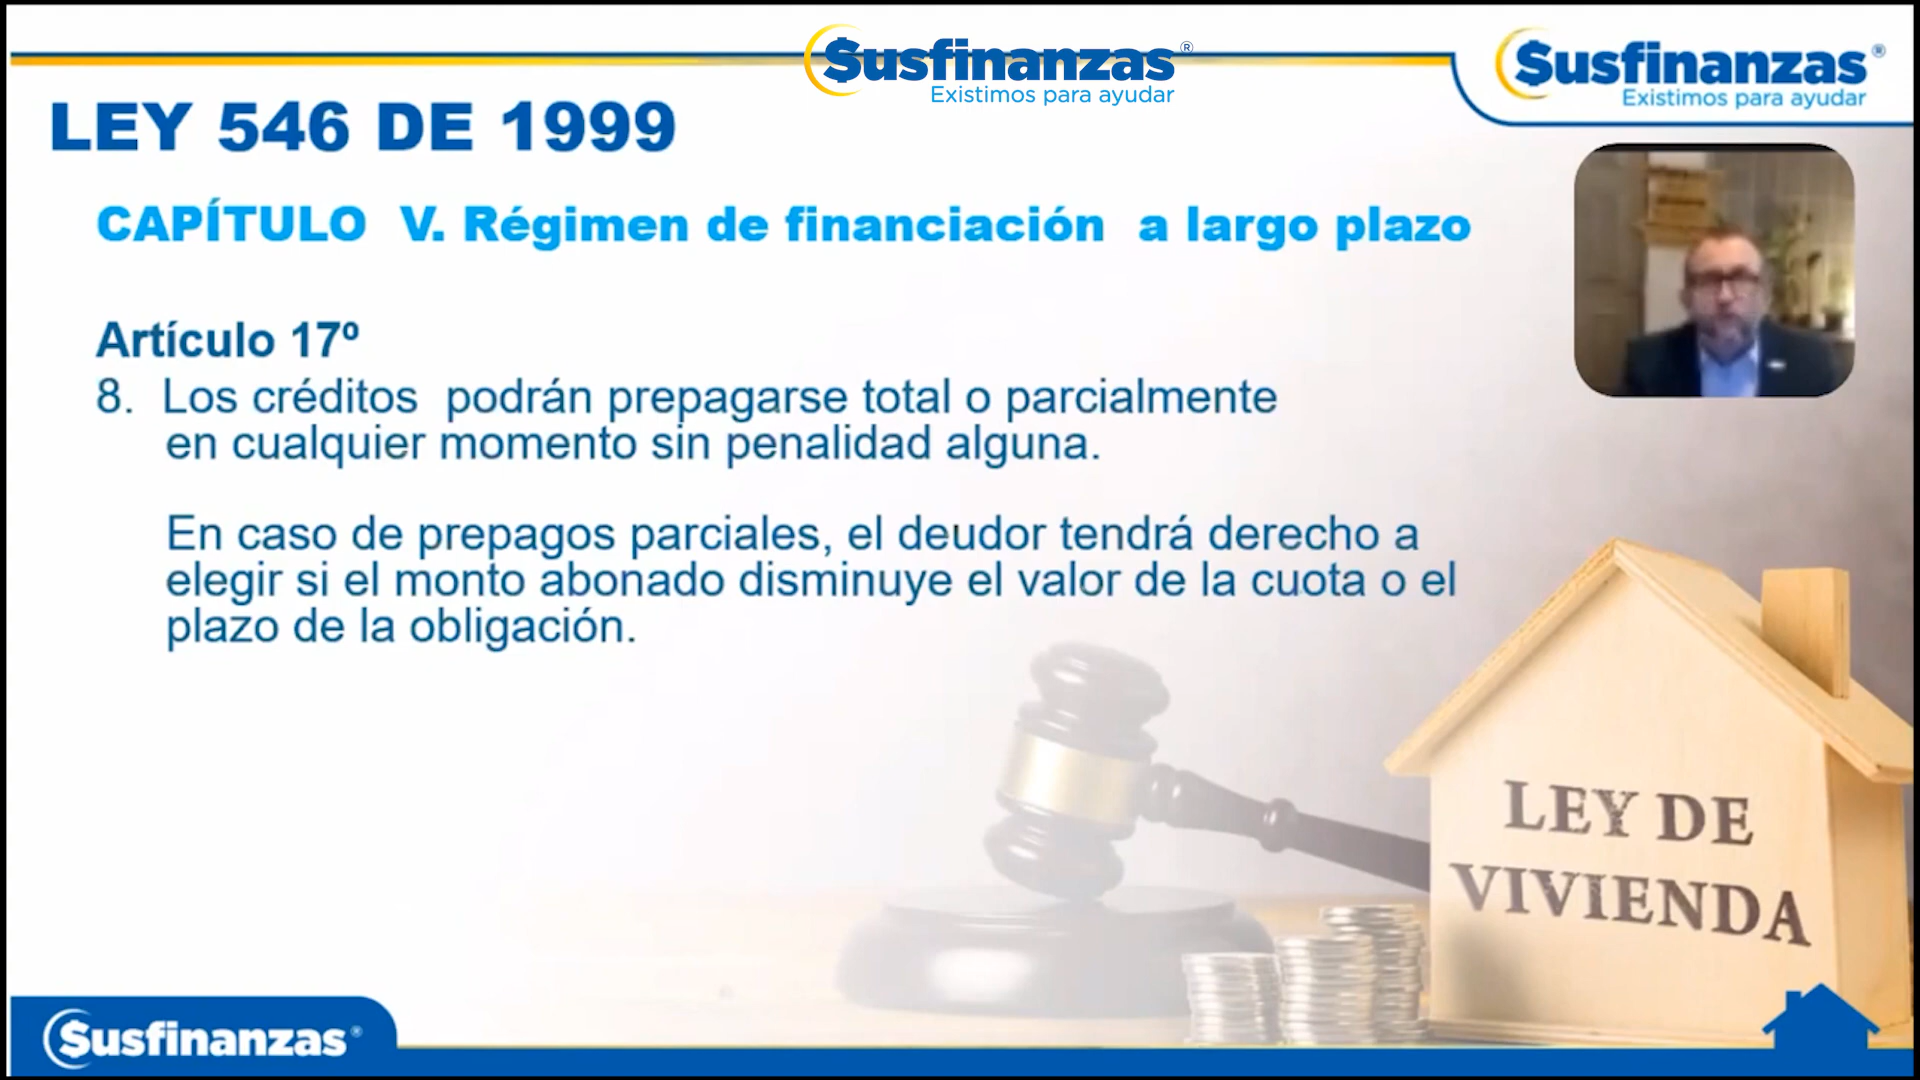 $usfinanzas®
Existimos para ayudar
$usfinanzas®
Existimos para ayudar
LEY 546 DE 1999
CAPÍTULO V. Régimen de financiación a largo plazo
Artículo 17º
8. Los créditos podrán prepagarse total o parcialmente
en cualquier momento sin penalidad alguna.
En caso de prepagos parciales, el deudor tendrá derecho a
elegir si el monto abonado disminuye el valor de la cuota o el
plazo de la obligación.
LEY DE
VIVIENDA
$usfinanzas®